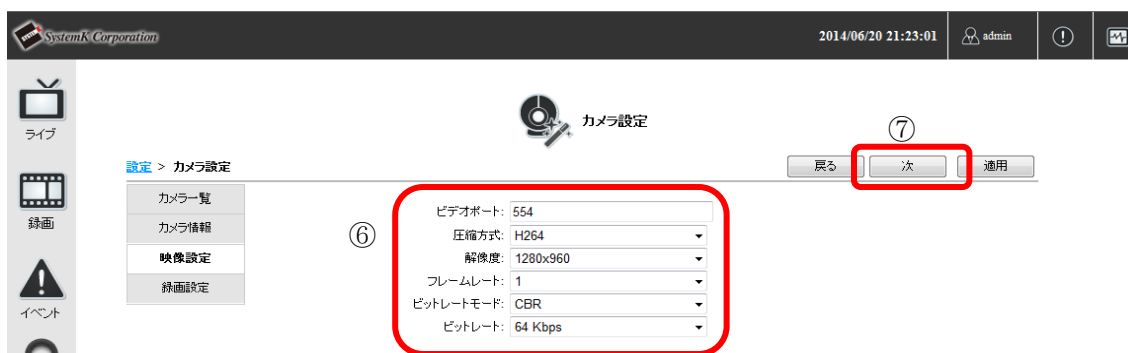 SystemK Corporation 2014/06/20 21:23:01 admin
カメラ設定
ライブ
⑦
設定 > カメラ設定 戻る 次 適用
カメラ一覧
録画
カメラ情報
映像設定
録画設定
イベント
⑥
ビデオポート: 554
圧縮方式: H264
解像度: 1280x960
フレームレート: 1
ビットレートモード: CBR
ビットレート: 64 Kbps